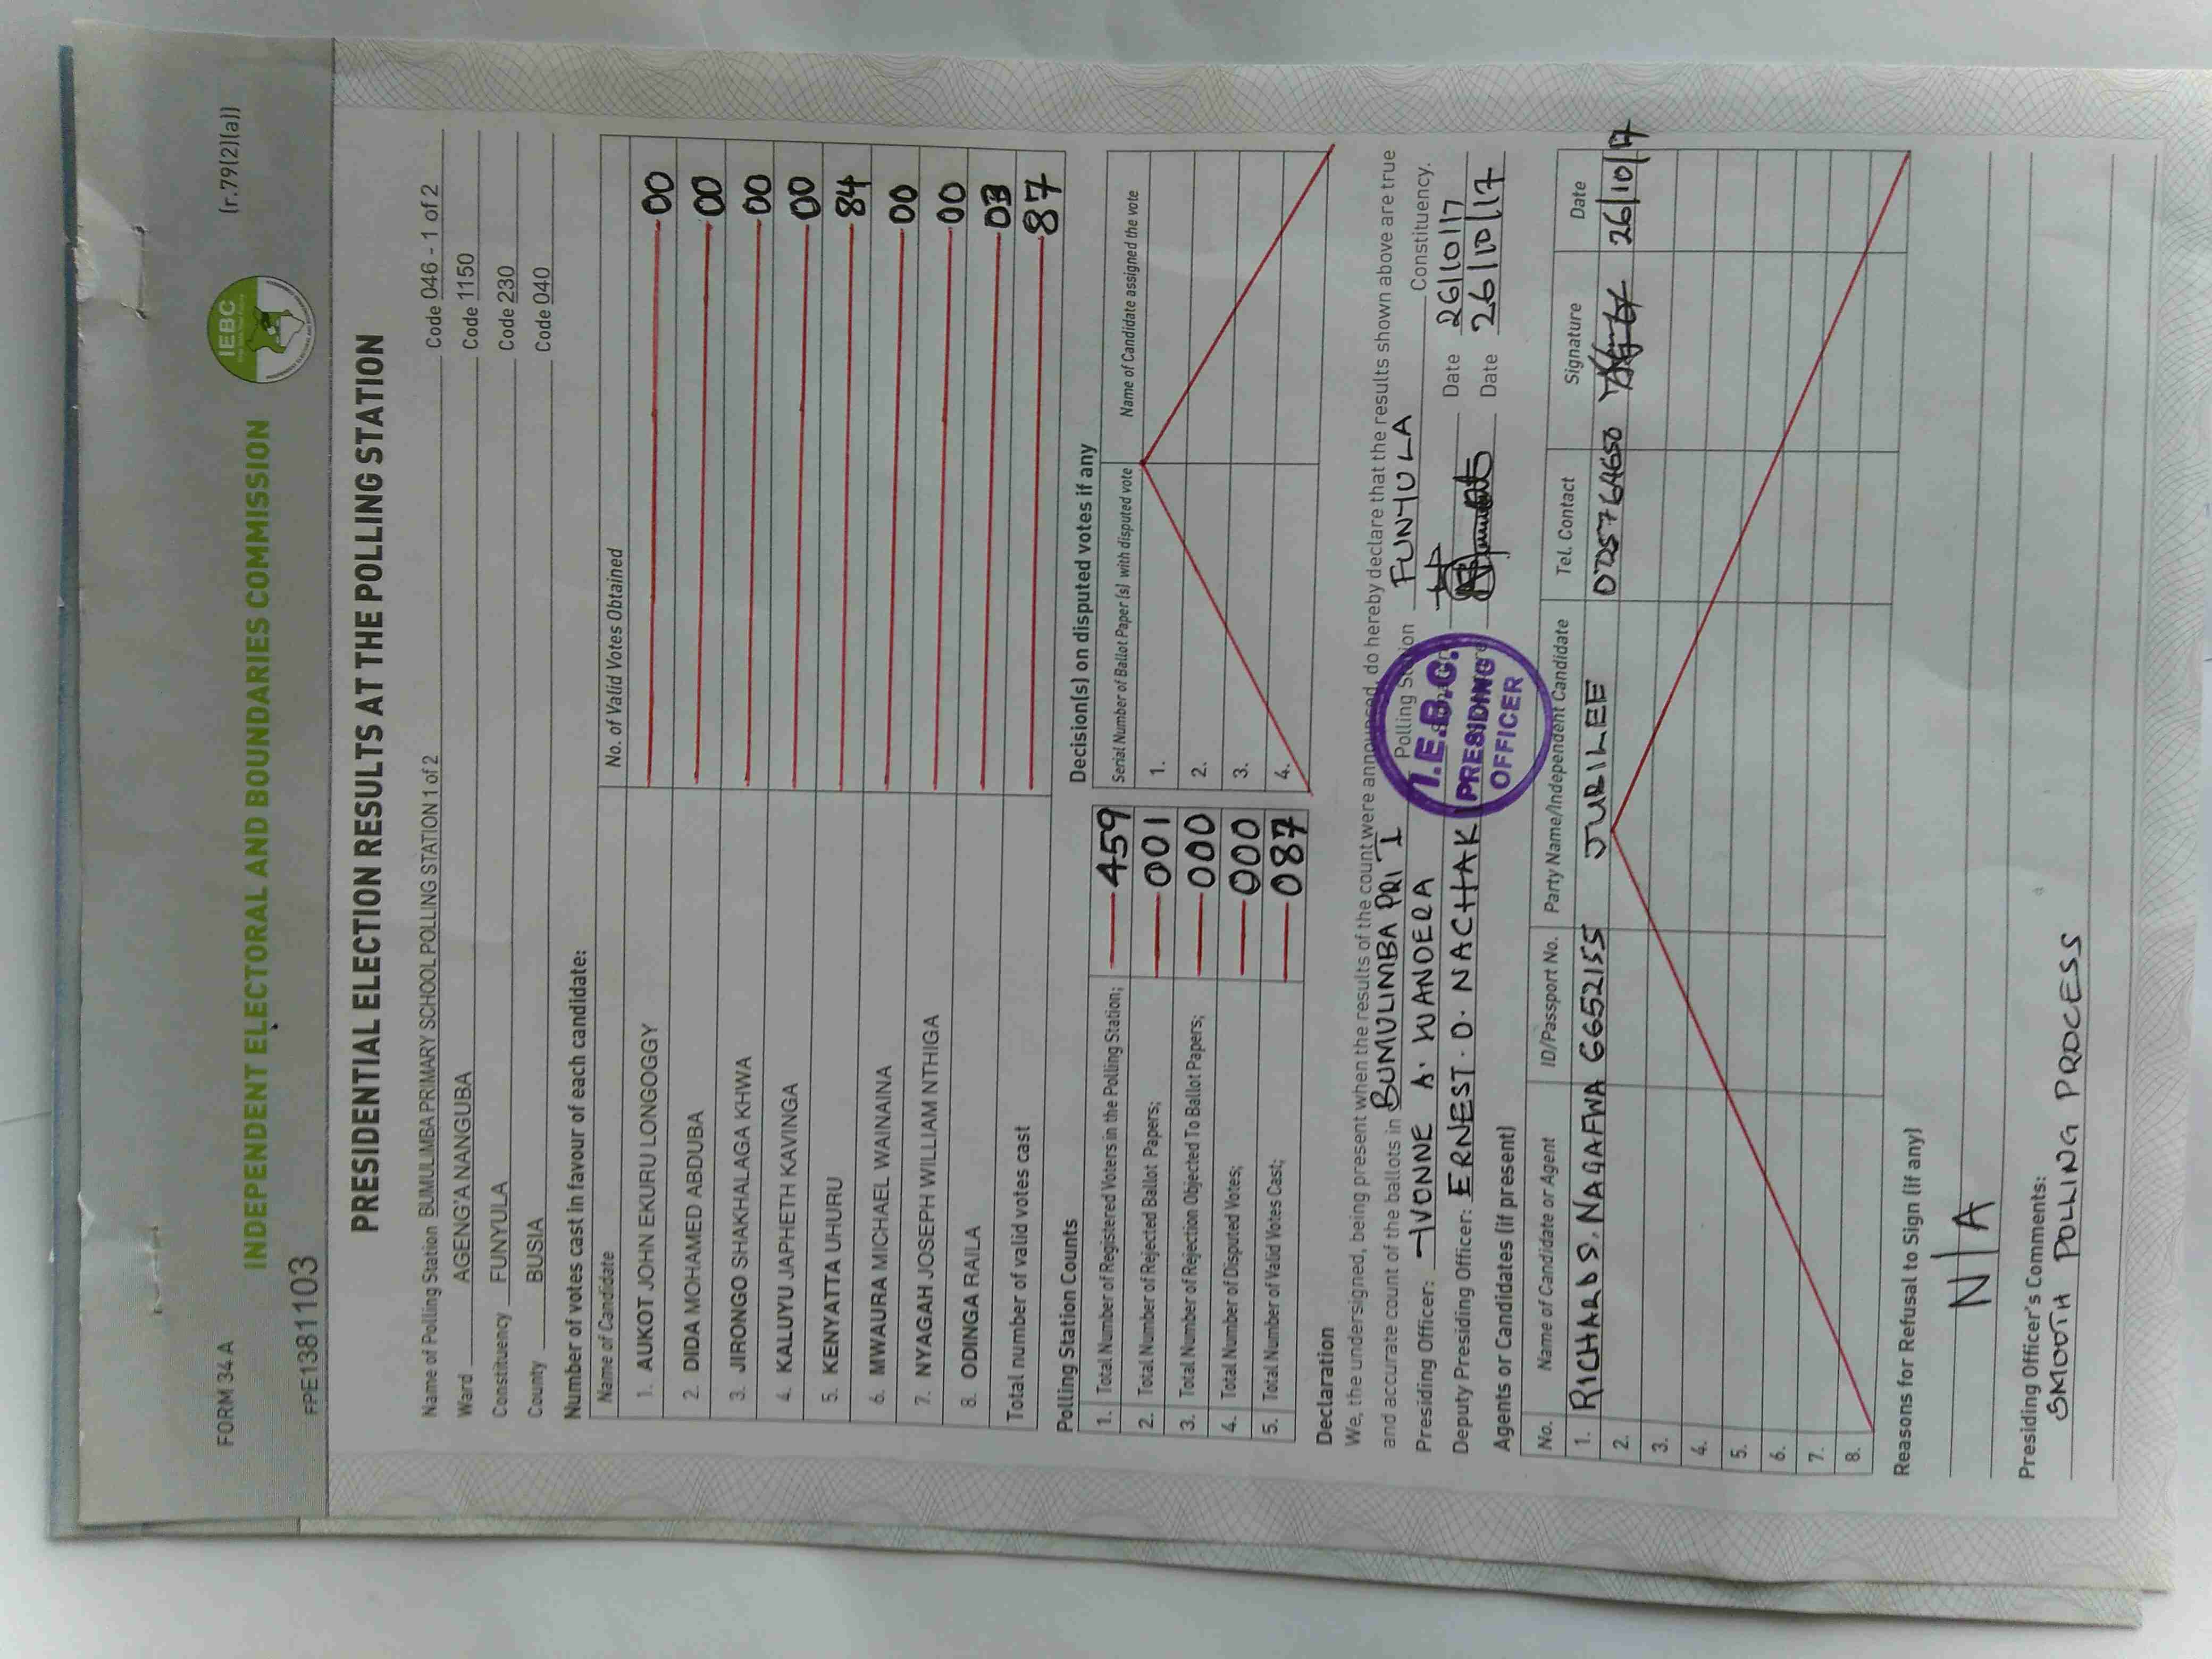 FORM 34 A
(r.79(2)(a))
INDEPENDENT ELECTORAL AND BOUNDARIES COMMISSION
IEBC
FPE1381103
PRESIDENTIAL ELECTION RESULTS AT THE POLLING STATION
Name of Polling Station BUMULIMBA PRIMARY SCHOOL POLLING STATION 1 of 2 Code 046 - 1 of 2
Ward AGENG'A NANGUBA Code 1150
Constituency FUNYULA Code 230
County BUSIA Code 040
Number of votes cast in favour of each candidate:
Name of Candidate No. of Valid Votes Obtained
1. AUKOT JOHN EKURU LONGOGGY 00
2. DIDA MOHAMED ABDUBA 00
3. JIRONGO SHAKHALAGA KHWA 00
4. KALUYU JAPHETH KAVINGA 00
5. KENYATTA UHURU 84
6. MWAURA MICHAEL WAINAINA 00
7. NYAGAH JOSEPH WILLIAM NTHIGA 00
8. ODINGA RAILA 03
Total number of valid votes cast 87
Polling Station Counts
1. Total Number of Registered Voters in the Polling Station; 459
2. Total Number of Rejected Ballot Papers; 001
3. Total Number of Rejection Objected To Ballot Papers; 000
4. Total Number of Disputed Votes; 000
5. Total Number of Valid Votes Cast; 087
Decision(s) on disputed votes if any
Serial Number of Ballot Paper (s) with disputed vote Name of Candidate assigned the vote
1.
2.
3.
4.
Declaration
We, the undersigned, being present when the results of the count were announced, do hereby declare that the results shown above are true
and accurate count of the ballots in BUMULIMBA PRI I Polling Station FUNYULA Constituency.
Presiding Officer: IVONNE A. WANDERA Date 26/10/17
Deputy Presiding Officer: ERNEST O. NACHAK Date 26/10/17
I.E.B.C.
PRESIDING
OFFICER
Agents or Candidates (if present)
No. Name of Candidate or Agent ID/Passport No. Party Name/Independent Candidate Tel. Contact Signature Date
1. RICHARD S. NAGAFWA 6652155 JUBILEE 26/10/17
2.
3.
4.
5.
6.
7.
8.
Reasons for Refusal to Sign (if any)
N/A
Presiding Officer's Comments:
SMOOTH POLLING PROCESS